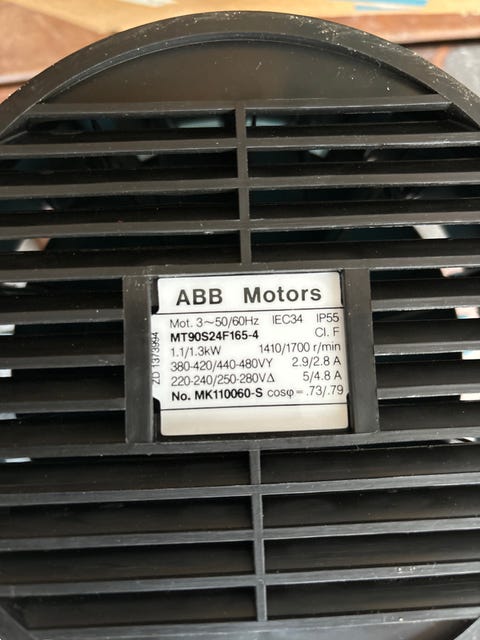 ABB Motors
Mot. 3~50/60Hz IEC34 IP55
MT90S24F165-4 Cl. F
1.1/1.3kW 1410/1700 r/min
380-420/440-480VY 2.9/2.8 A
220-240/250-280VΔ 5/4.8 A
No. MK110060-S cosφ = .73/.79
ZD 1373994